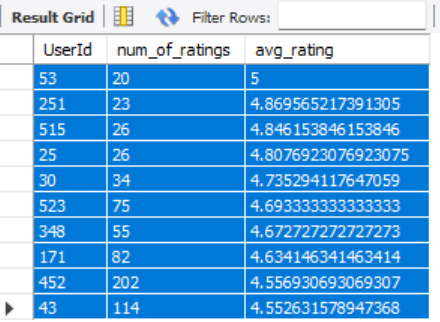 Result Grid Filter Rows:
UserId num_of_ratings avg_rating
53 20 5
251 23 4.869565217391305
515 26 4.846153846153846
25 26 4.8076923076923075
30 34 4.735294117647059
523 75 4.693333333333333
348 55 4.672727272727273
171 82 4.634146341463414
452 202 4.556930693069307
43 114 4.552631578947368